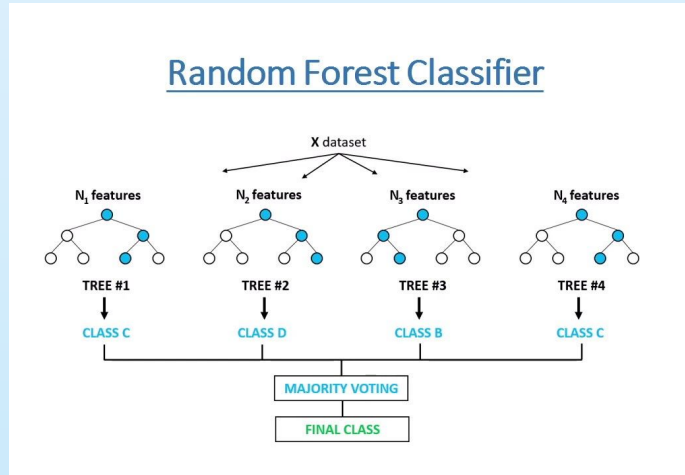 Random Forest Classifier
X dataset
N₁ features N₂ features N₃ features N₄ features
TREE #1 TREE #2 TREE #3 TREE #4
CLASS C CLASS D CLASS B CLASS C
MAJORITY VOTING
FINAL CLASS